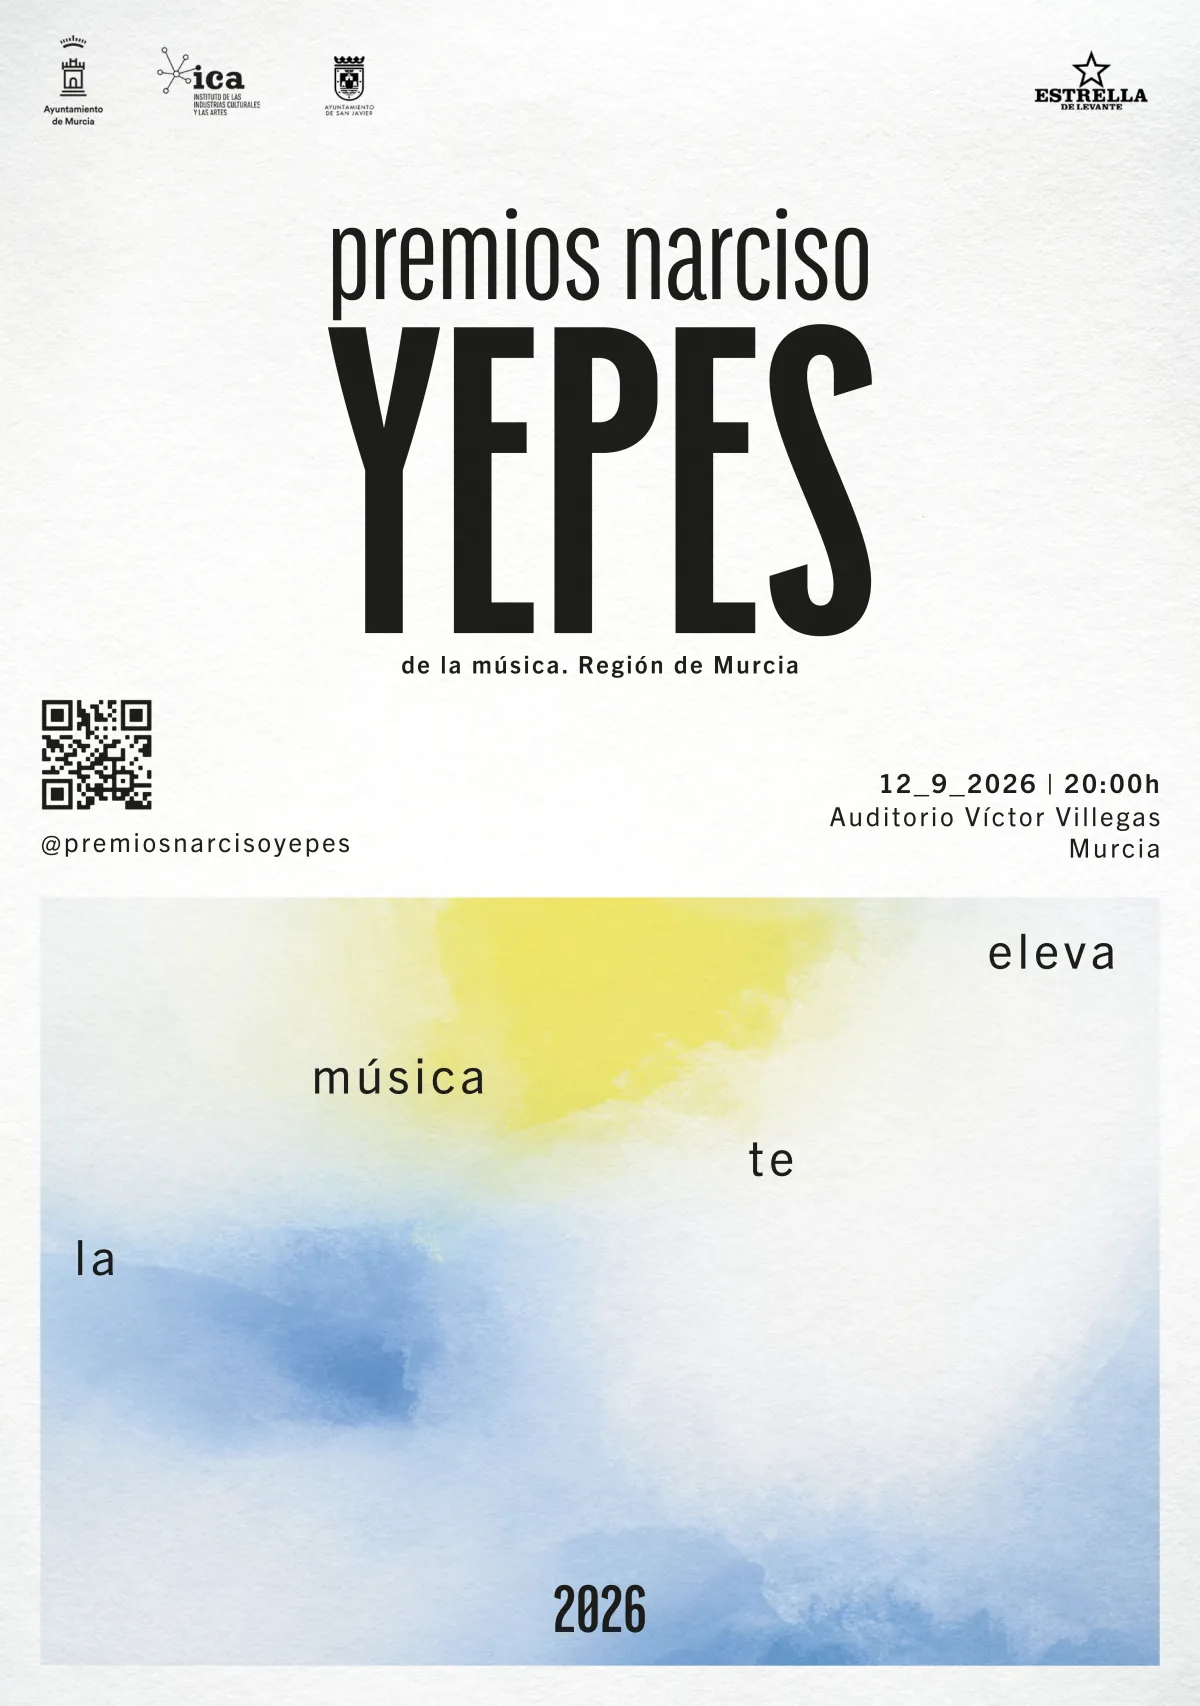 Ayuntamiento
de Murcia
ica
INSTITUTO DE LAS
INDUSTRIAS CULTURALES
Y LAS ARTES
AYUNTAMIENTO
DE SAN JAVIER
ESTRELLA
DE LEVANTE
premios narciso
YEPES
de la música. Región de Murcia
@premiosnarcisoyepes
12_9_2026 | 20:00h
Auditorio Víctor Villegas
Murcia
eleva
música
te
la
2026